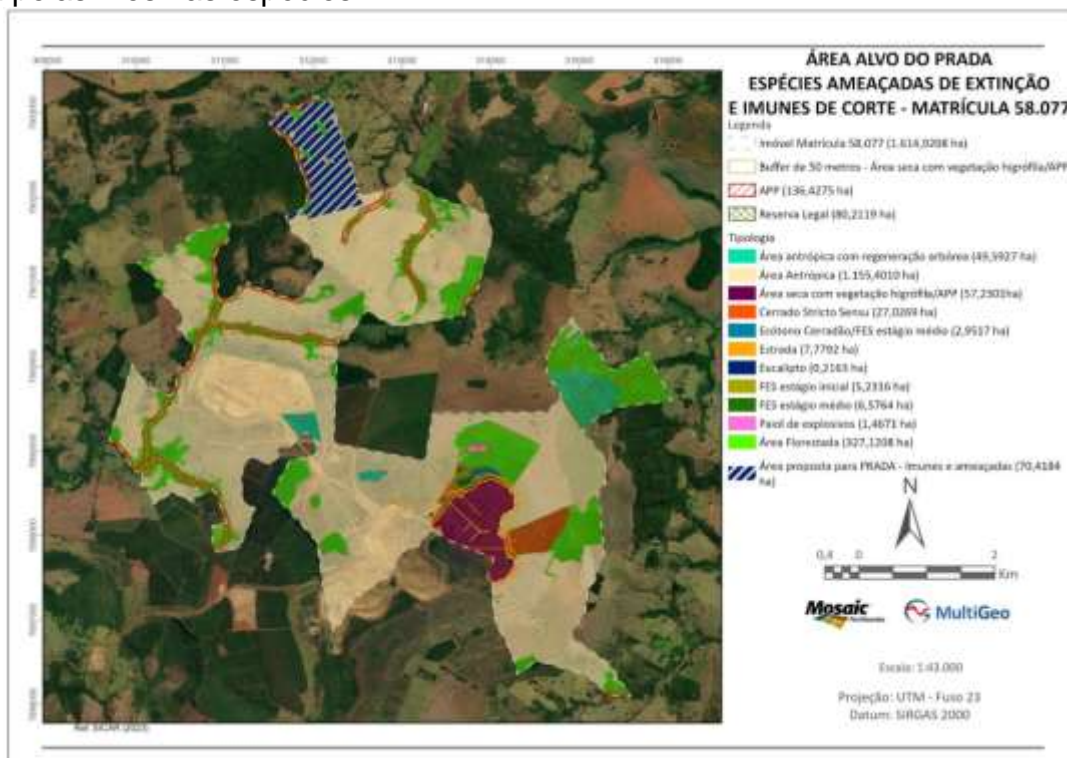 ÁREA ALVO DO PRADA
ESPÉCIES AMEAÇADAS DE EXTINÇÃO
E IMUNES DE CORTE - MATRÍCULA 58.077
Legenda
Imóvel Matrícula 58.077 (1.614,9208 ha)
Buffer de 50 metros - Área seca com vegetação higrófila/APP
APP (136,4275 ha)
Reserva Legal (80,2119 ha)
Tipologia
Área antrópica com regeneração arbórea (49,5927 ha)
Área Antrópica (1.155,4010 ha)
Área seca com vegetação higrófila/APP (57,2301ha)
Cerrado Stricto Sensu (27,0269 ha)
Ecótono Cerradão/FES estágio médio (2,9517 ha)
Estrada (7,7792 ha)
Eucalipto (0,2163 ha)
FES estágio inicial (5,2316 ha)
FES estágio médio (6,5764 ha)
Paiol de explosivos (1,4671 ha)
Área Florestada (327,1208 ha)
Área proposta para PRADA - Imunes e ameaçadas (70,4184
ha)
N
0,4 0 2
Km
Mosaic
MultiGeo
Escala: 1:43.000
Projeção: UTM - Fuso 23
Datum: SIRGAS 2000